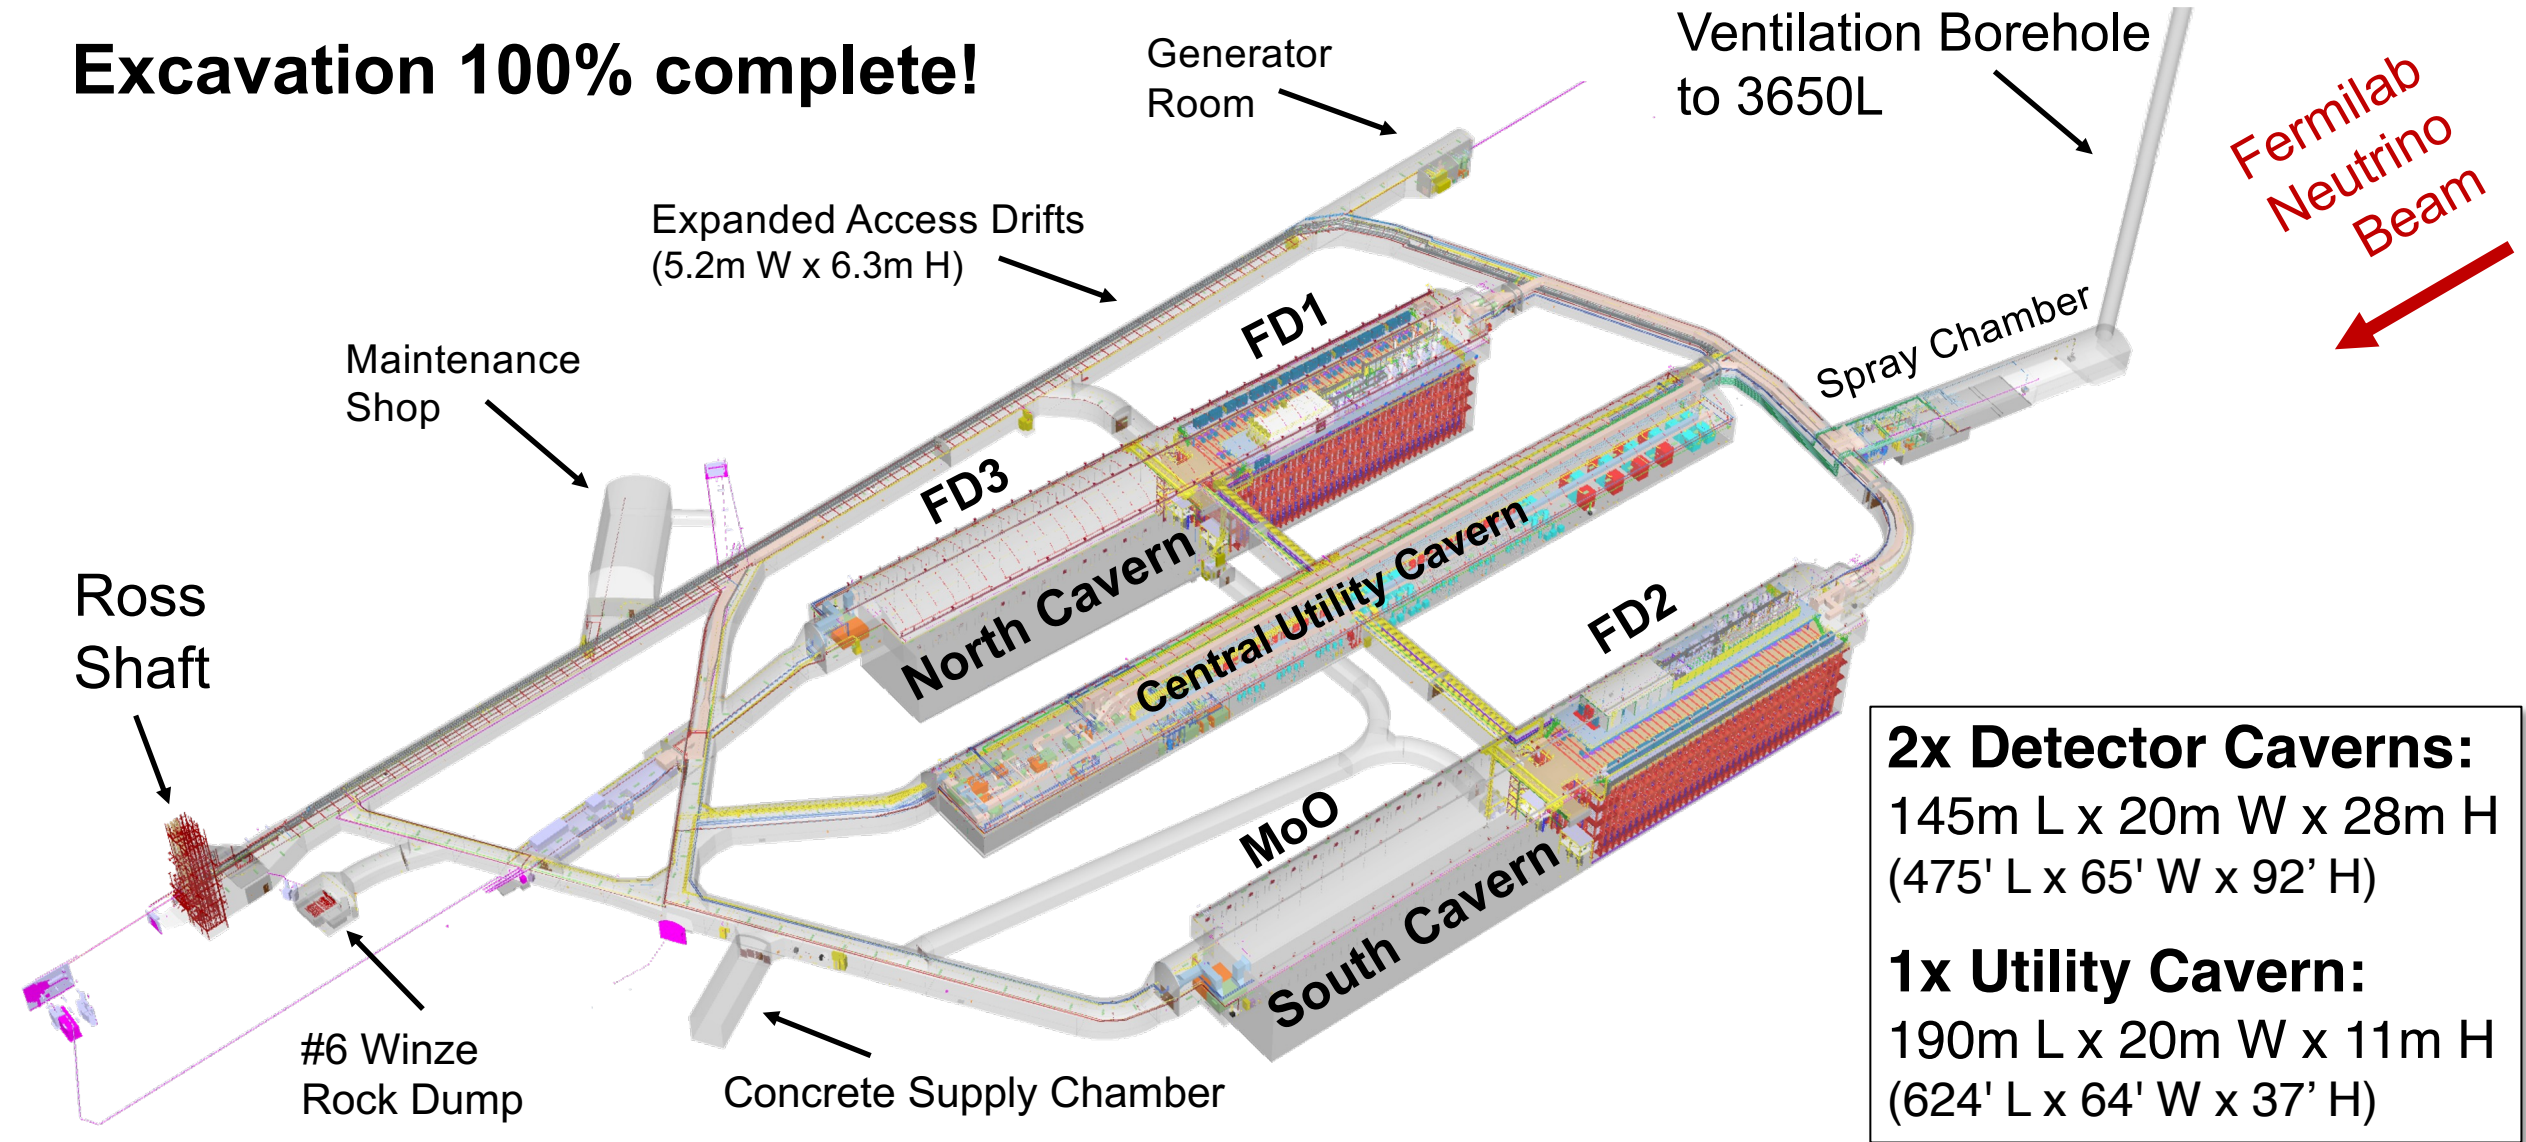 Excavation 100% complete!
Generator
Room
Ventilation Borehole
to 3650L
Fermilab
Neutrino
Beam
Expanded Access Drifts
(5.2m W x 6.3m H)
Maintenance
Shop
FD1
Spray Chamber
FD3
North Cavern
Central Utility Cavern
FD2
Ross
Shaft
MoO
South Cavern
#6 Winze
Rock Dump
Concrete Supply Chamber
2x Detector Caverns:
145m L x 20m W x 28m H
(475' L x 65' W x 92’ H)
1x Utility Cavern:
190m L x 20m W x 11m H
(624' L x 64' W x 37’ H)